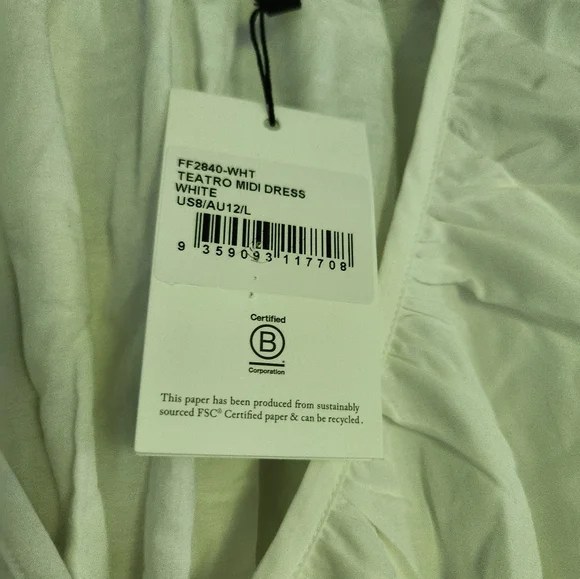 FF2840-WHT
TEATRO MIDI DRESS
WHITE
US8/AU12/L
12
9 359093 117708
Certified
B
Corporation
This paper has been produced from sustainably
sourced FSC® Certified paper & can be recycled.